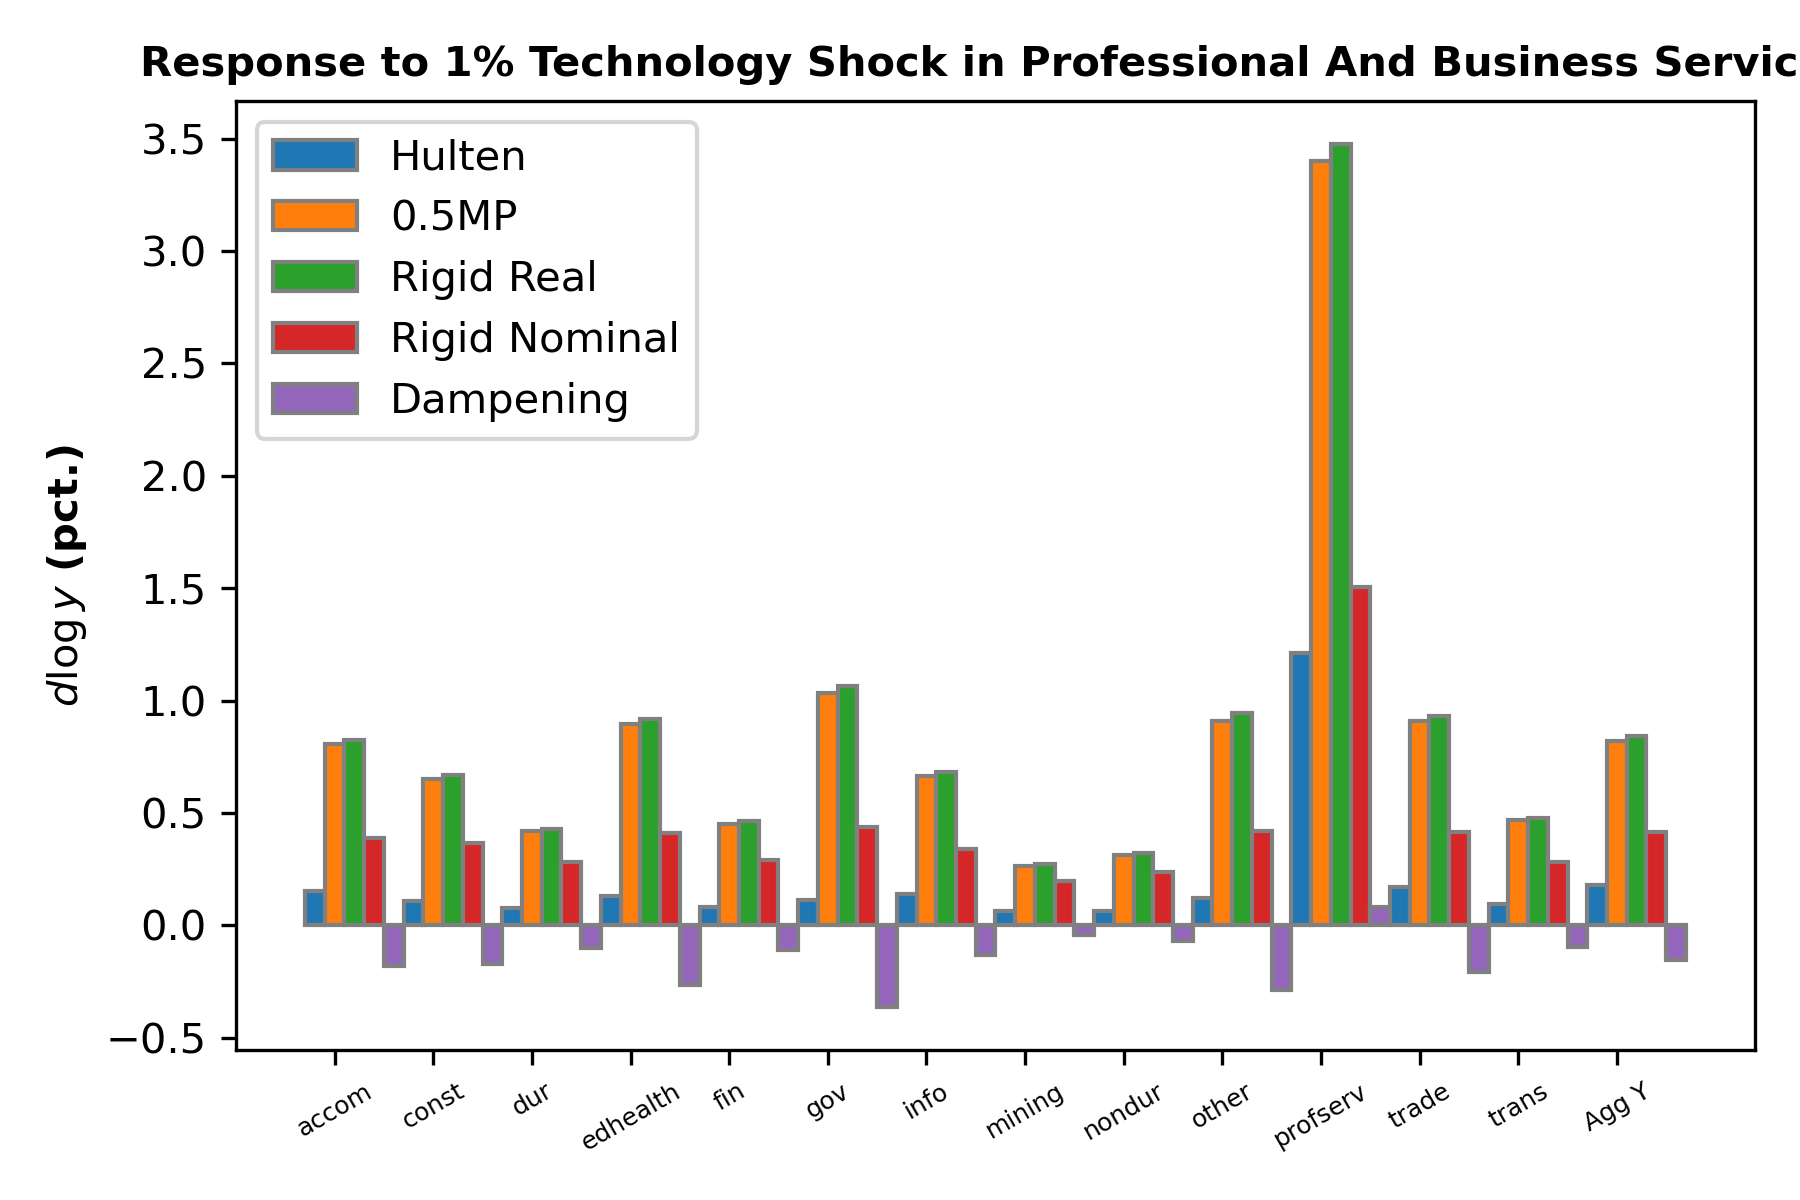 Response to 1% Technology Shock in Professional And Business Servic
3.5
3.0
2.5
2.0
1.5
1.0
0.5
0.0
−0.5
dlog y (pct.)
Hulten
0.5MP
Rigid Real
Rigid Nominal
Dampening
accom
const
dur
edhealth
fin
gov
info
mining
nondur
other
profserv
trade
trans
Agg Y